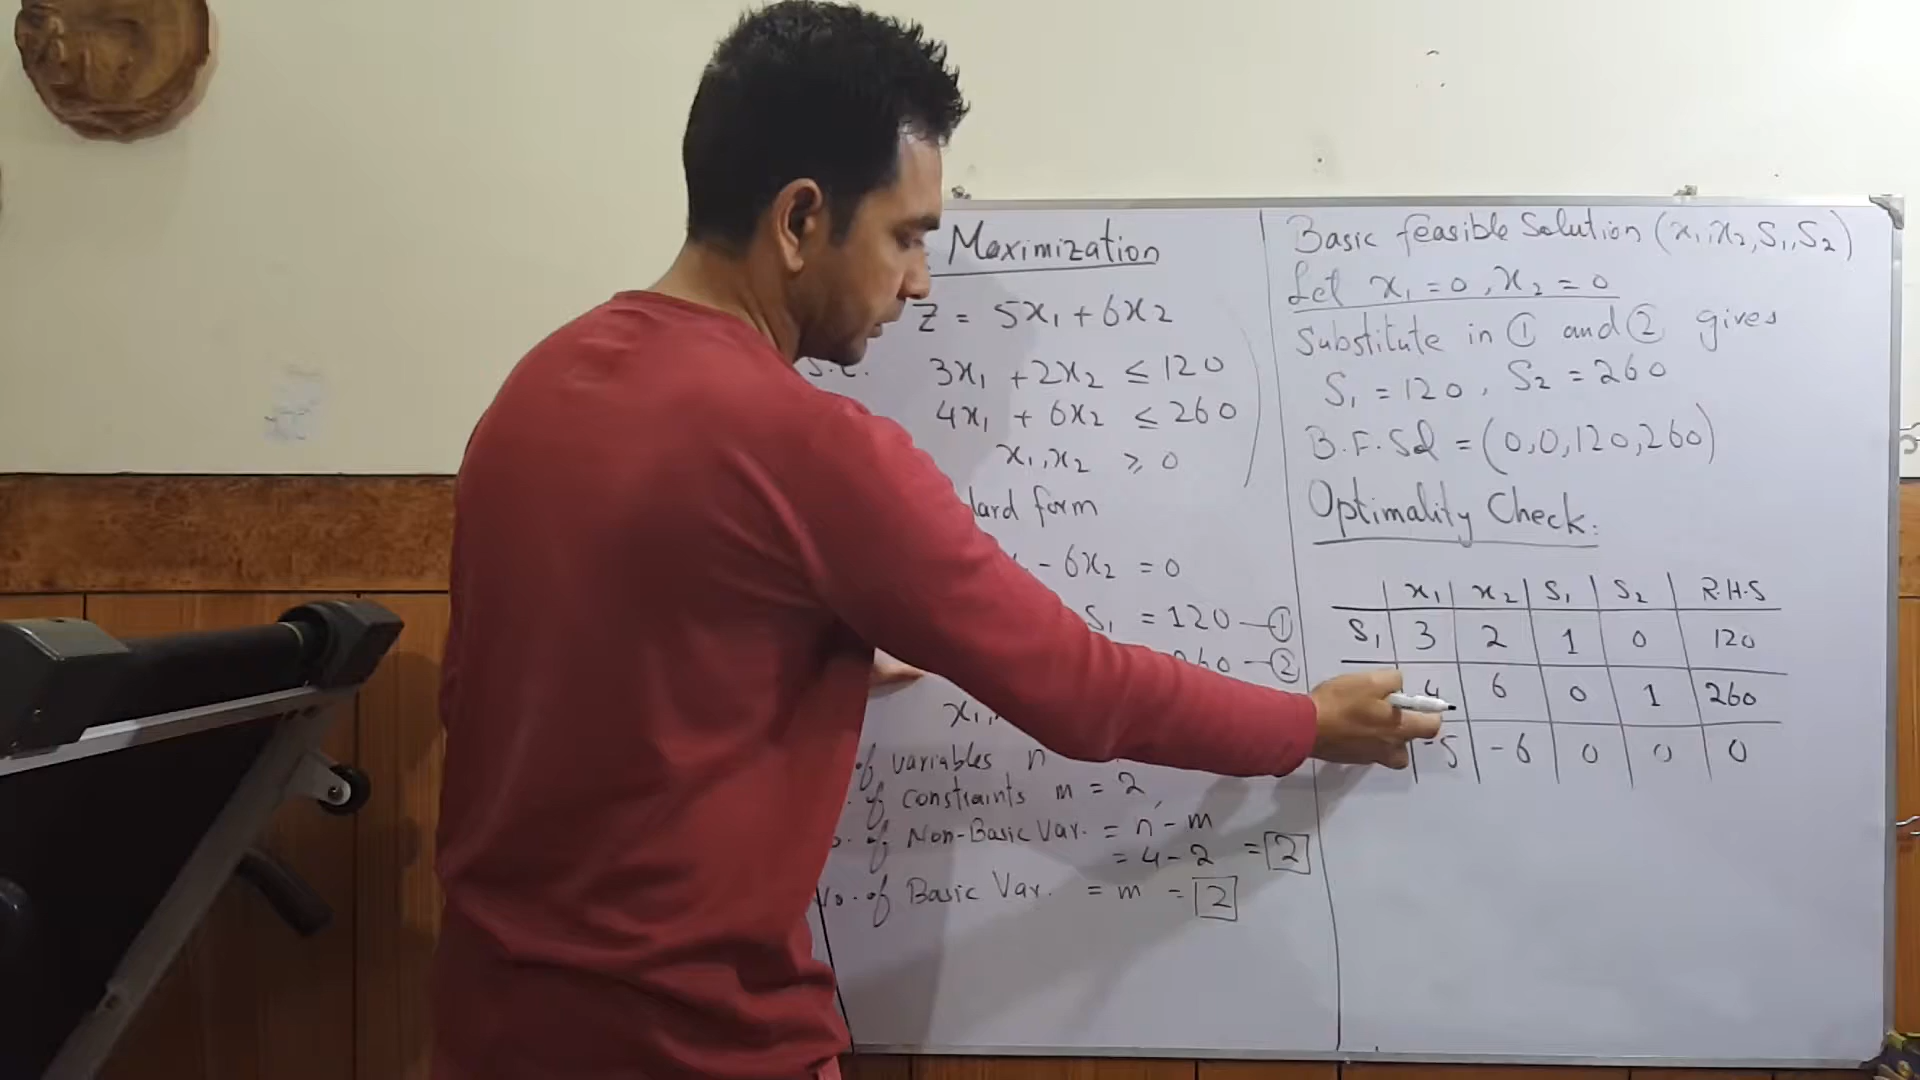 Maximization
Z = 5x₁ + 6x₂
S.t. 3x₁ + 2x₂ ≤ 120
4x₁ + 6x₂ ≤ 260
x₁, x₂ ≥ 0
form
- 6x₂ = 0
S₁ = 120 — ①
260 — ②
x₁,
of variables n
of constraints m = 2
of Non-Basic Var. = n - m
= 4 - 2 = 2
No. of Basic Var. = m = 2
Basic feasible Solution (x₁, x₂, S₁, S₂)
Let x₁ = 0, x₂ = 0
Substitute in ① and ② gives
S₁ = 120, S₂ = 260
B.F. Sol = (0,0,120,260)
Optimality Check:
x₁ x₂ S₁ S₂ R.H.S
S₁ 3 2 1 0 120
4 6 0 1 260
-5 -6 0 0 0